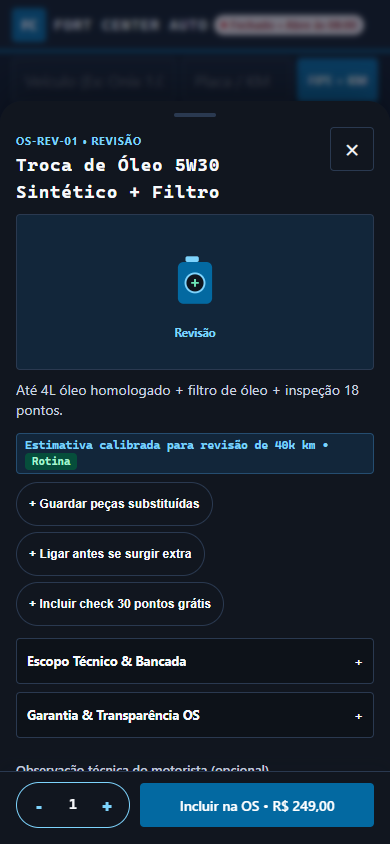 FORT CENTER AUTO
OS-REV-01 • REVISÃO
Troca de Óleo 5W30
Sintético + Filtro
×
Revisão
Até 4L óleo homologado + filtro de óleo + inspeção 18
pontos.
Estimativa calibrada para revisão de 40k km •
Rotina
+ Guardar peças substituídas
+ Ligar antes se surgir extra
+ Incluir check 30 pontos grátis
Escopo Técnico & Bancada +
Garantia & Transparência OS +
Observação técnica do motorista (opcional)
- 1 + Incluir na OS • R$ 249,00